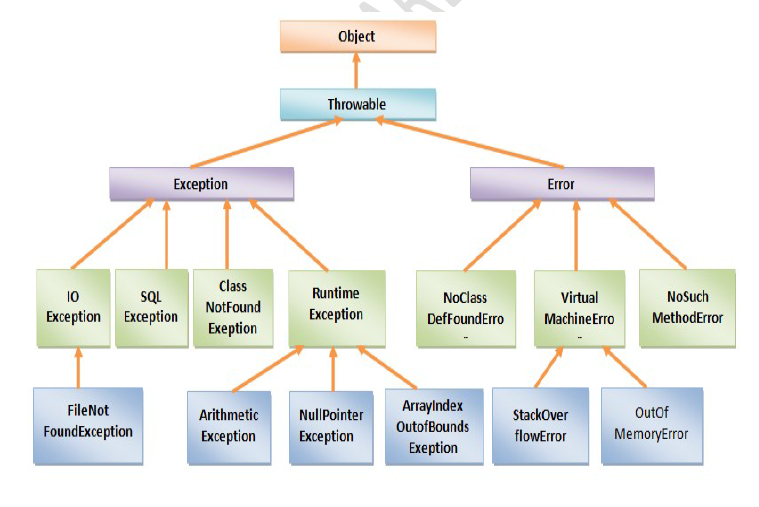 Object
Throwable
Exception
Error
IO
Exception
SQL
Exception
Class
NotFound
Exeption
Runtime
Exception
NoClass
DefFoundErro
..
Virtual
MachineErro
..
NoSuch
MethodError
FileNot
FoundException
Arithmetic
Exception
NullPointer
Exception
ArrayIndex
OutofBounds
Exeption
StackOver
flowError
OutOf
MemoryError